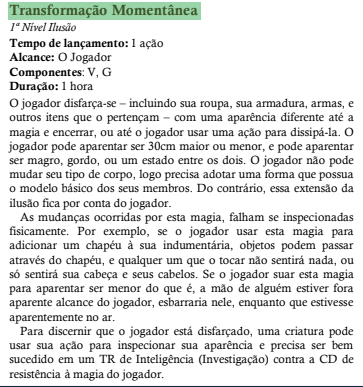 Transformação Momentânea
1ª Nível Ilusão
Tempo de lançamento: 1 ação
Alcance: O Jogador
Componentes: V, G
Duração: 1 hora
O jogador disfarça-se – incluindo sua roupa, sua armadura, armas, e
outros itens que o pertençam – com uma aparência diferente até a
magia e encerrar, ou até o jogador usar uma ação para dissipá-la. O
jogador pode aparentar ser 30cm maior ou menor, e pode aparentar
ser magro, gordo, ou um estado entre os dois. O jogador não pode
mudar seu tipo de corpo, logo precisa adotar uma forma que possua
o modelo básico dos seus membros. Do contrário, essa extensão da
ilusão fica por conta do jogador.
As mudanças ocorridas por esta magia, falham se inspecionadas
fisicamente. Por exemplo, se o jogador usar esta magia para
adicionar um chapéu à sua indumentária, objetos podem passar
através do chapéu, e qualquer um que o tocar não sentirá nada, ou
só sentirá sua cabeça e seus cabelos. Se o jogador suar esta magia
para aparentar ser menor do que é, a mão de alguém estiver fora
aparente alcance do jogador, esbarraria nele, enquanto que estivesse
aparentemente no ar.
Para discernir que o jogador está disfarçado, uma criatura pode
usar sua ação para inspecionar sua aparência e precisa ser bem
sucedido em um TR de Inteligência (Investigação) contra a CD de
resistência à magia do jogador.